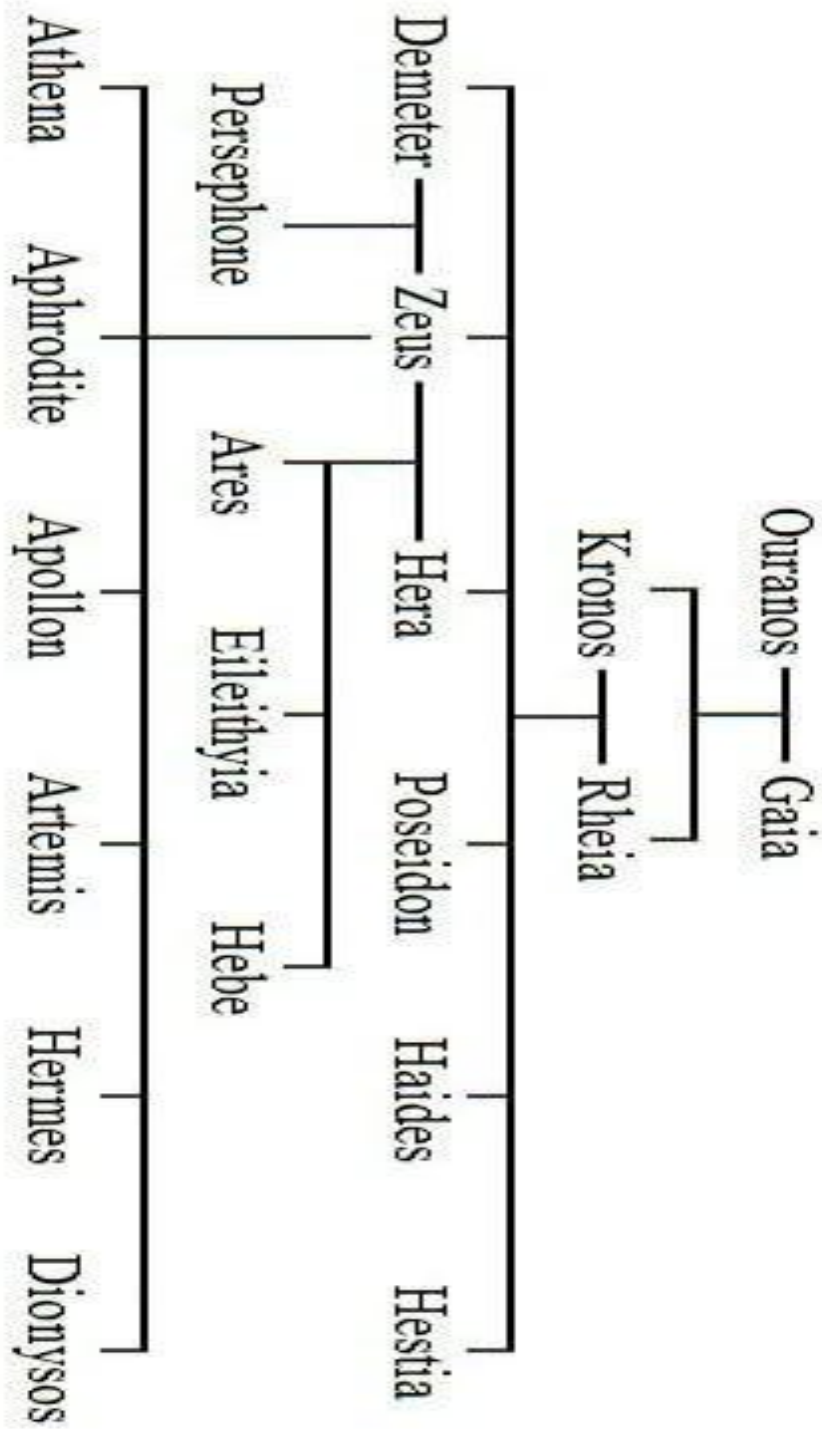 Ouranos Gaia
Kronos Rheia
Demeter Zeus Hera Poseidon Haides Hestia
Persephone Ares Eileithyia Hebe
Athena Aphrodite Apollon Artemis Hermes Dionysos